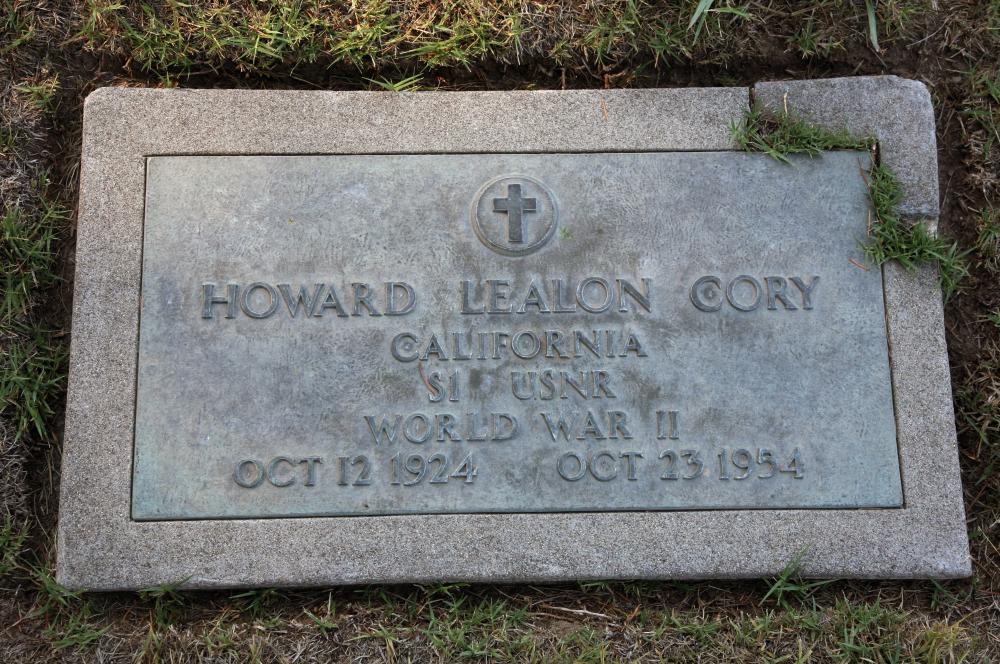 HOWARD LEALON CORY
CALIFORNIA
S1 USNR
WORLD WAR II
OCT 12 1924 OCT 23 1954